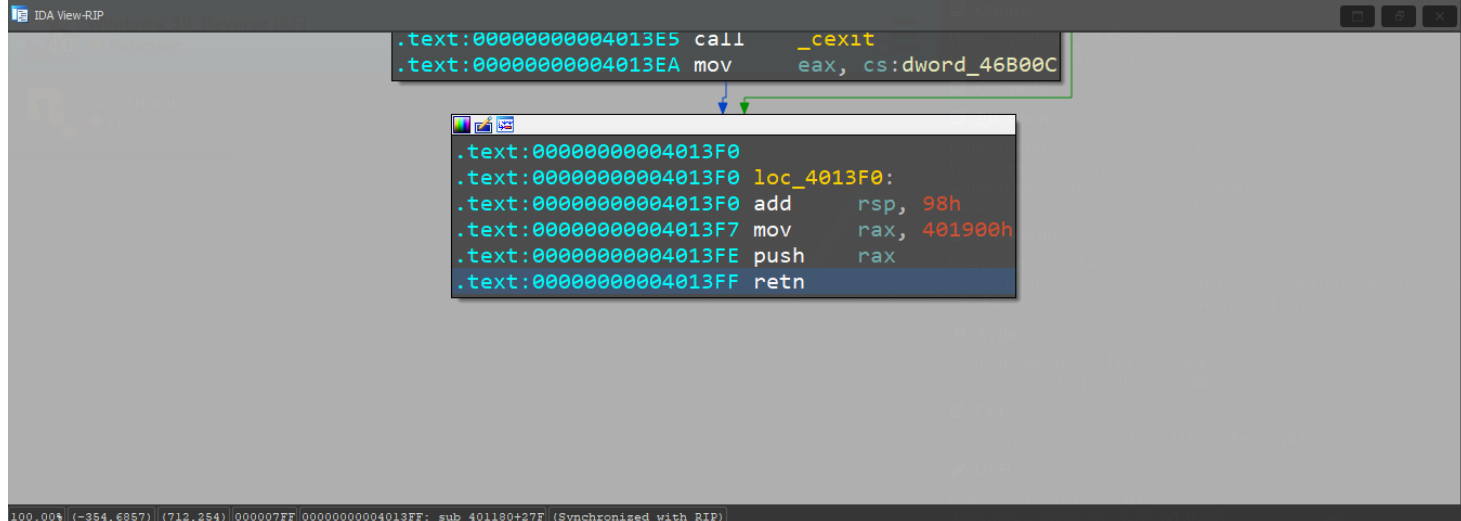 IDA View-RIP
.text:00000000004013E5 call _cexit
.text:00000000004013EA mov eax, cs:dword_46B00C
.text:00000000004013F0
.text:00000000004013F0 loc_4013F0:
.text:00000000004013F0 add rsp, 98h
.text:00000000004013F7 mov rax, 401900h
.text:00000000004013FE push rax
.text:00000000004013FF retn
100.00% (-354,6857) (712,254) 000007FF 00000000004013FF: sub_401180+27F (Synchronized with RIP)